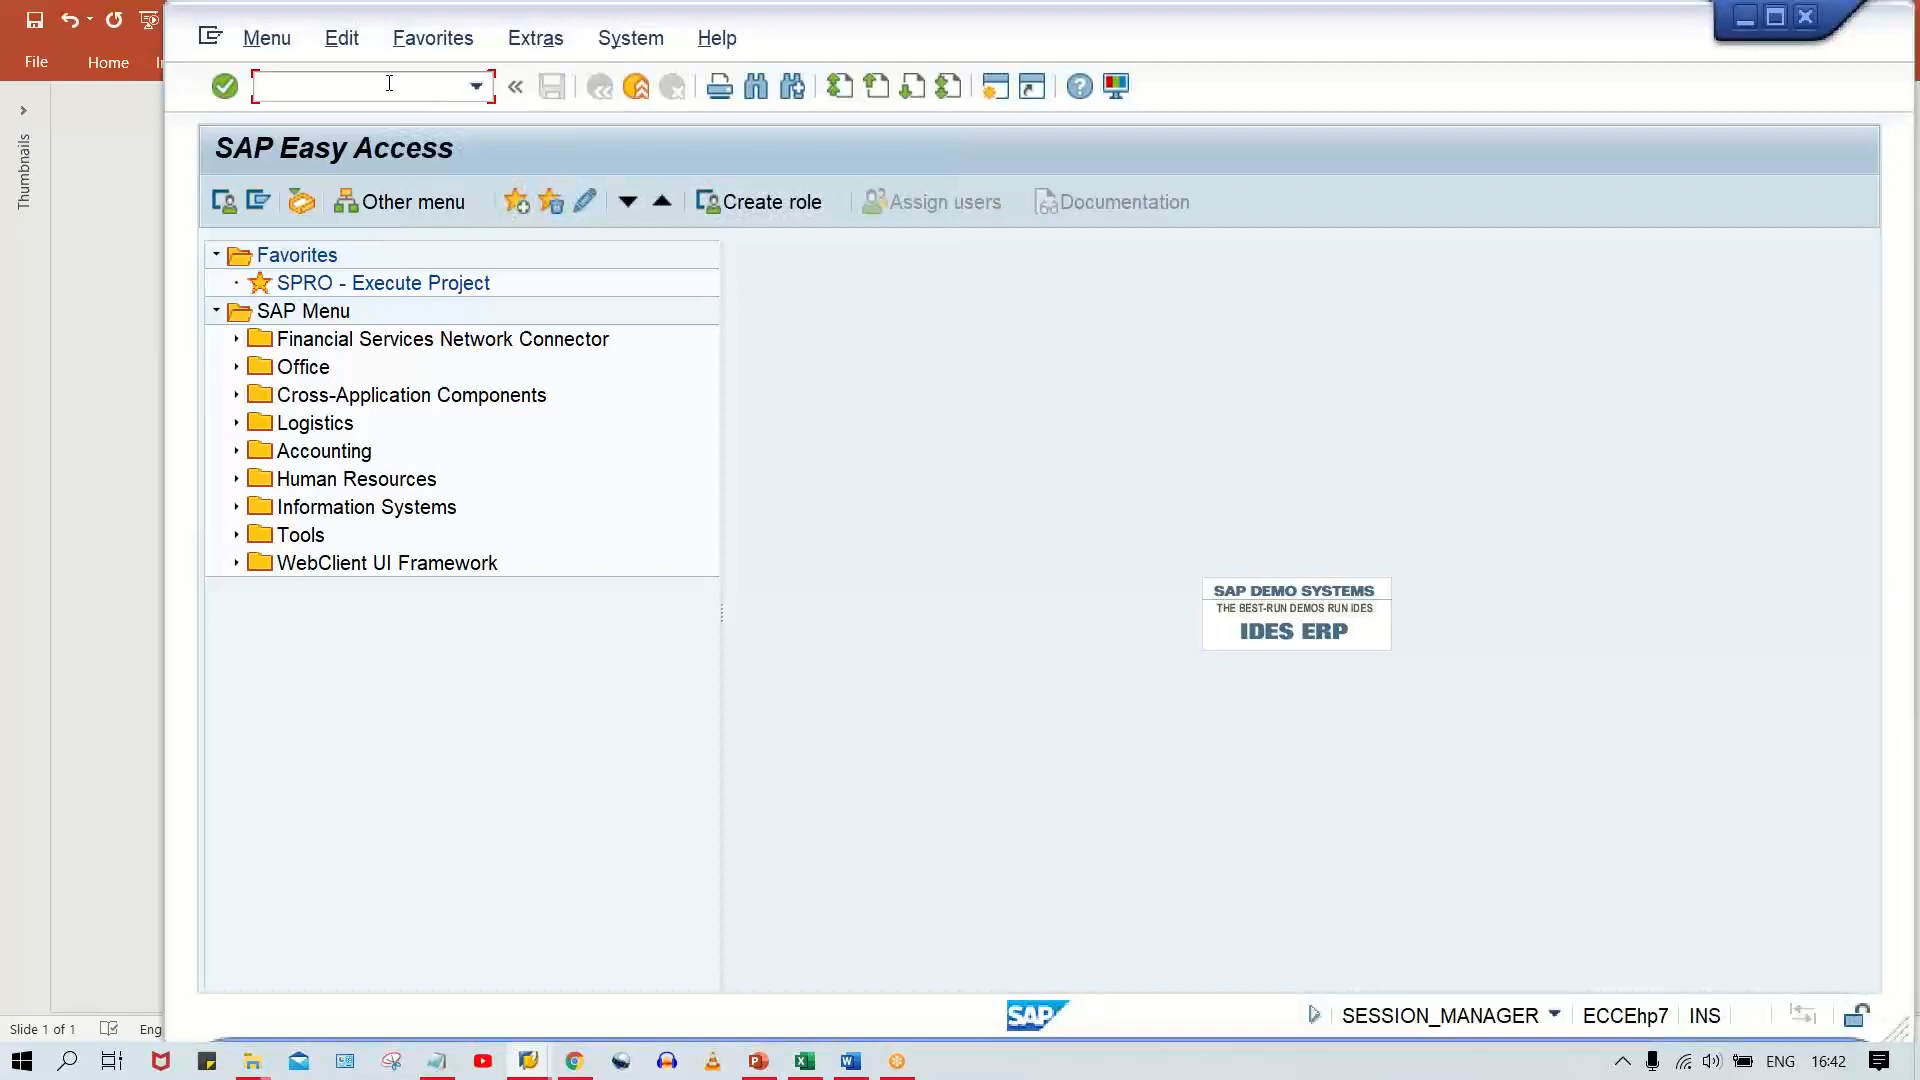 File
Home
Thumbnails
Menu Edit Favorites Extras System Help
SAP Easy Access
Other menu
Create role
Assign users
Documentation
Favorites
SPRO - Execute Project
SAP Menu
Financial Services Network Connector
Office
Cross-Application Components
Logistics
Accounting
Human Resources
Information Systems
Tools
WebClient UI Framework
SAP DEMO SYSTEMS
THE BEST-RUN DEMOS RUN IDES
IDES ERP
SAP
SESSION_MANAGER ECCEhp7 INS
Slide 1 of 1
Eng
ENG 16:42